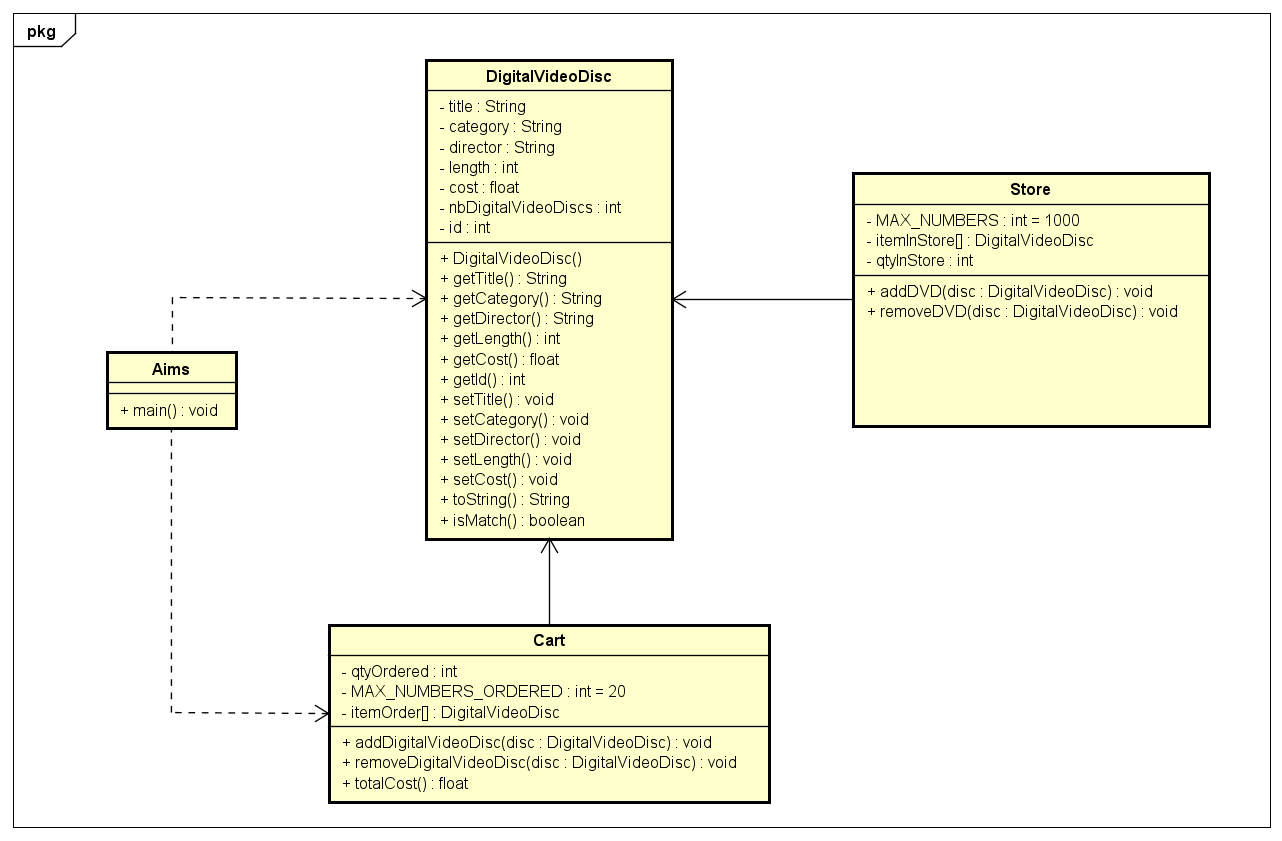 pkg
DigitalVideoDisc
- title : String
- category : String
- director : String
- length : int
- cost : float
- nbDigitalVideoDiscs : int
- id : int
+ DigitalVideoDisc()
+ getTitle() : String
+ getCategory() : String
+ getDirector() : String
+ getLength() : int
+ getCost() : float
+ getId() : int
+ setTitle() : void
+ setCategory() : void
+ setDirector() : void
+ setLength() : void
+ setCost() : void
+ toString() : String
+ isMatch() : boolean
Store
- MAX_NUMBERS : int = 1000
- itemInStore[] : DigitalVideoDisc
- qtyInStore : int
+ addDVD(disc : DigitalVideoDisc) : void
+ removeDVD(disc : DigitalVideoDisc) : void
Aims
+ main() : void
Cart
- qtyOrdered : int
- MAX_NUMBERS_ORDERED : int = 20
- itemOrder[] : DigitalVideoDisc
+ addDigitalVideoDisc(disc : DigitalVideoDisc) : void
+ removeDigitalVideoDisc(disc : DigitalVideoDisc) : void
+ totalCost() : float